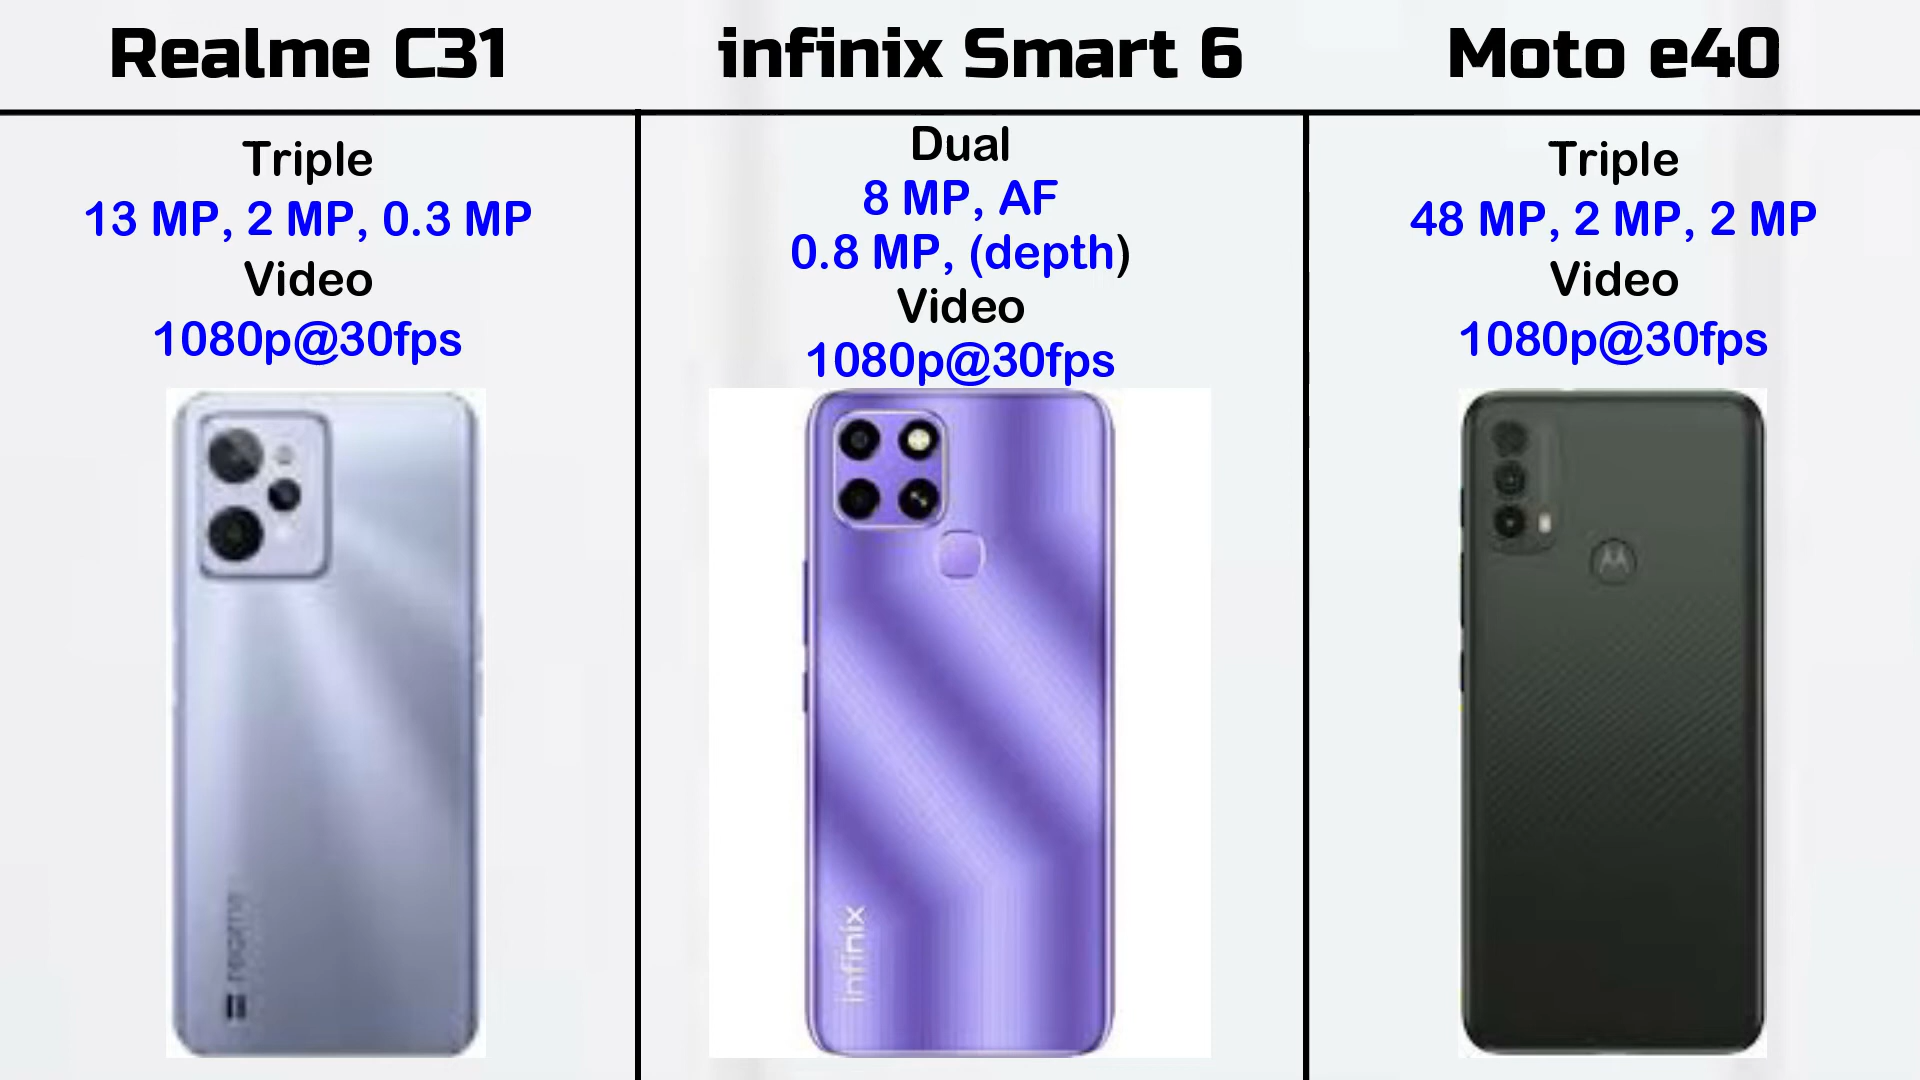 Realme C31
infinix Smart 6
Moto e40
Triple
13 MP, 2 MP, 0.3 MP
Video
1080p@30fps
Dual
8 MP, AF
0.8 MP, (depth)
Video
1080p@30fps
Triple
48 MP, 2 MP, 2 MP
Video
1080p@30fps
realme
infinix